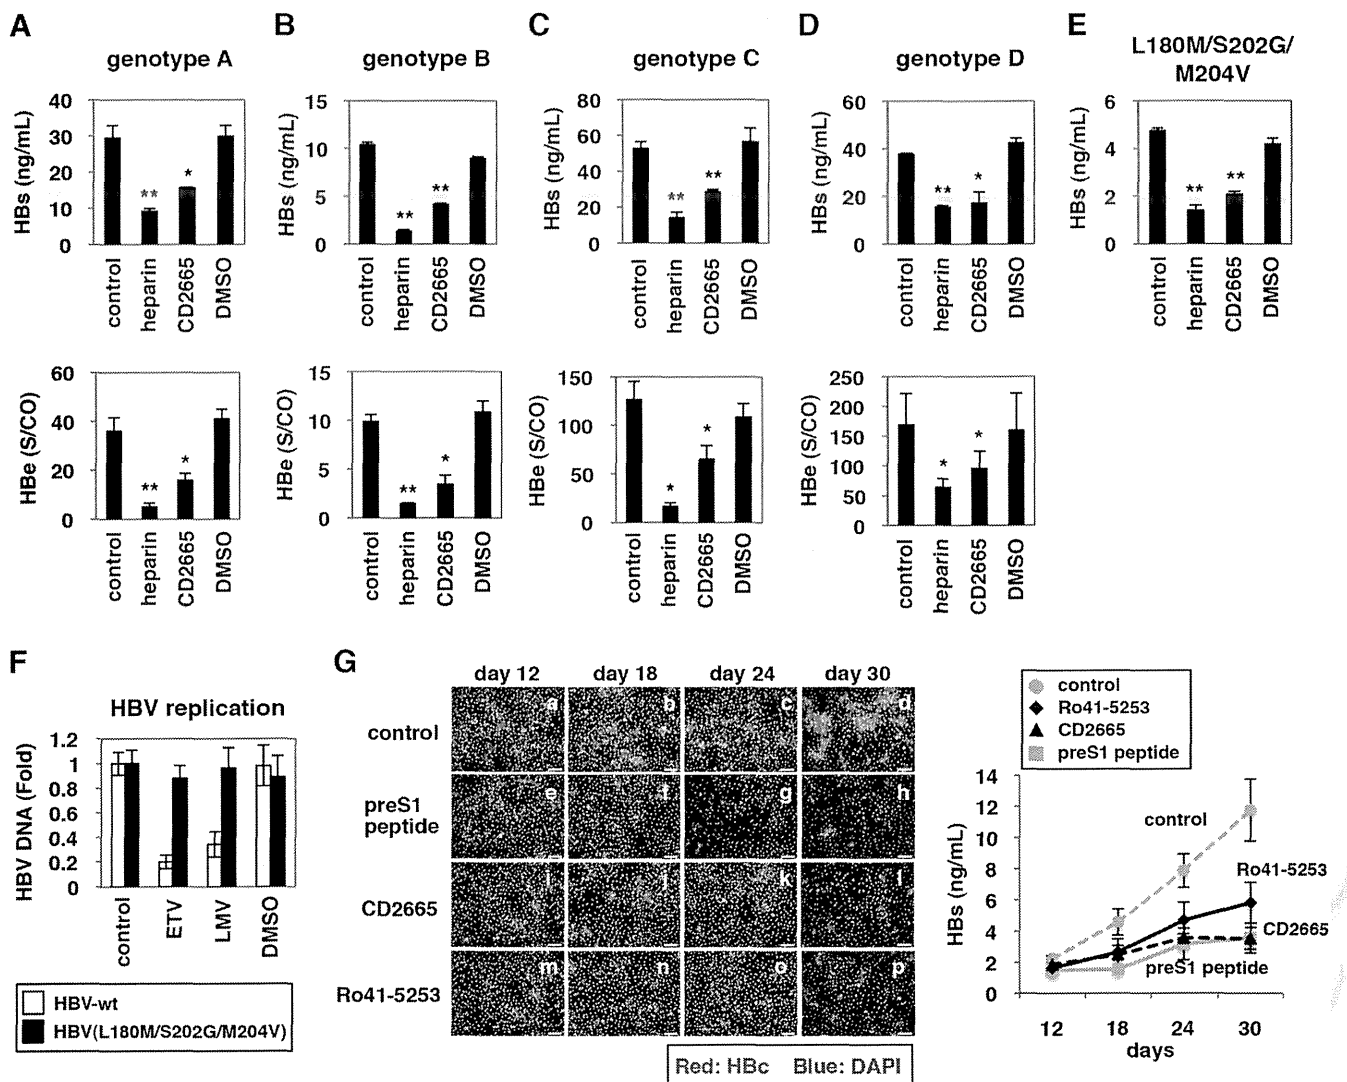 A
genotype A
HBs (ng/mL)
40
30
20
10
0
**
*
control
heparin
CD2665
DMSO
HBe (S/CO)
60
40
20
0
**
*
control
heparin
CD2665
DMSO
B
genotype B
HBs (ng/mL)
15
10
5
0
**
**
control
heparin
CD2665
DMSO
HBe (S/CO)
15
10
5
0
**
*
control
heparin
CD2665
DMSO
C
genotype C
HBs (ng/mL)
80
60
40
20
0
**
**
control
heparin
CD2665
DMSO
HBe (S/CO)
150
100
50
0
*
*
control
heparin
CD2665
DMSO
D
genotype D
HBs (ng/mL)
60
40
20
0
**
*
control
heparin
CD2665
DMSO
HBe (S/CO)
250
200
150
100
50
0
*
*
control
heparin
CD2665
DMSO
E
L180M/S202G/
M204V
HBs (ng/mL)
6
4
2
0
**
**
control
heparin
CD2665
DMSO
F
HBV replication
HBV DNA (Fold)
1.2
1
0.8
0.6
0.4
0.2
0
control
ETV
LMV
DMSO
HBV-wt
HBV(L180M/S202G/M204V)
G
day 12
day 18
day 24
day 30
control
a
b
c
d
preS1
peptide
e
f
g
h
CD2665
i
j
k
l
Ro41-5253
m
n
o
p
Red: HBc Blue: DAPI
control
Ro41-5253
CD2665
preS1 peptide
HBs (ng/mL)
14
12
10
8
6
4
2
0
control
Ro41-5253
CD2665
preS1 peptide
12
18
24
30
days